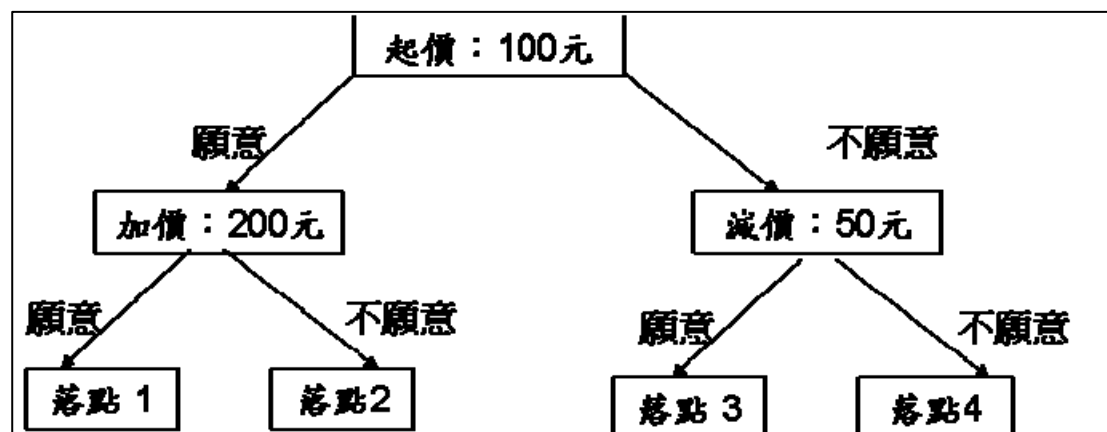 起價：100元
願意
不願意
加價：200元
減價：50元
願意
不願意
願意
不願意
落點 1
落點2
落點 3
落點4